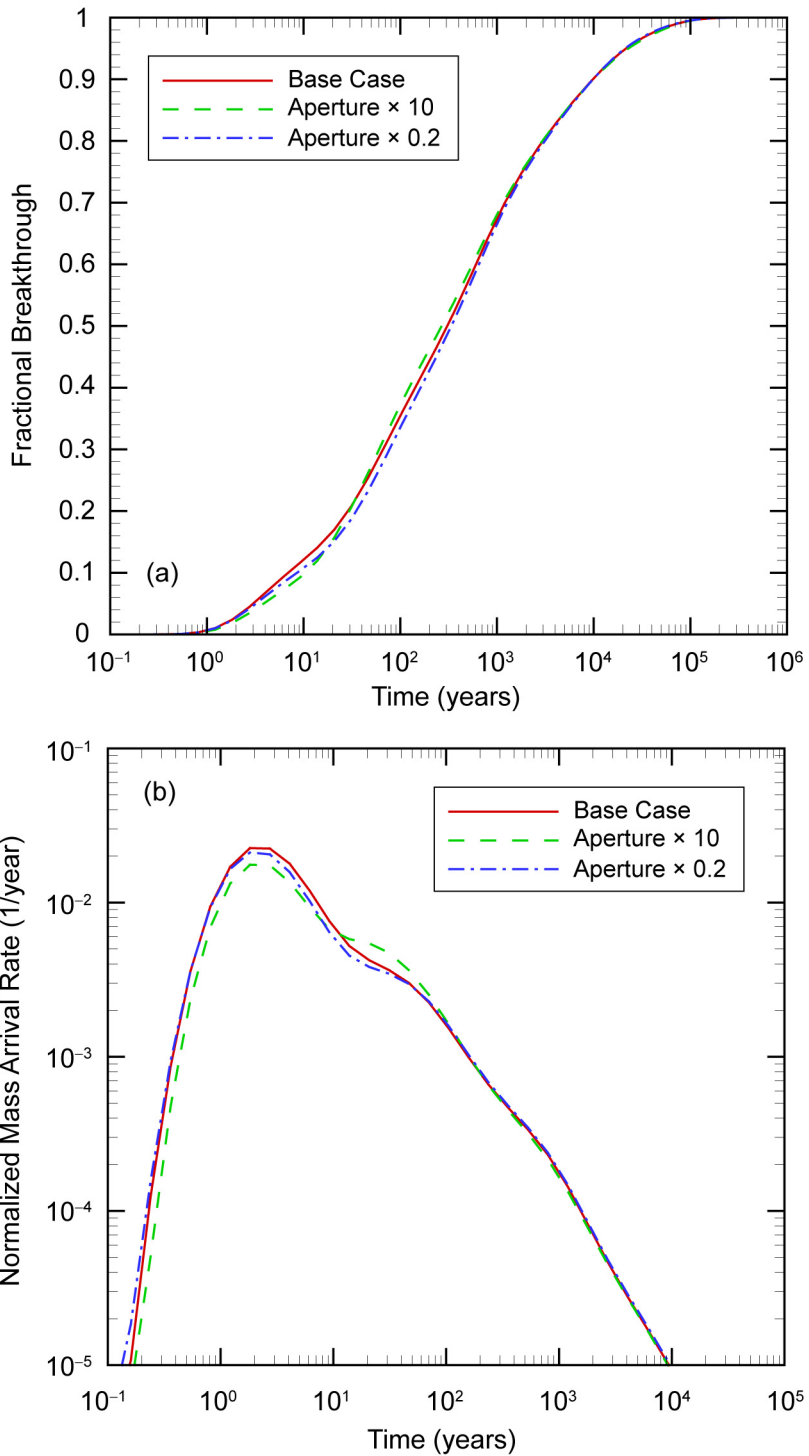 1
0.9
0.8
0.7
0.6
0.5
0.4
0.3
0.2
0.1
0
Fractional Breakthrough
Base Case
Aperture × 10
Aperture × 0.2
(a)
10⁻¹ 10⁰ 10¹ 10² 10³ 10⁴ 10⁵ 10⁶
Time (years)
10⁻¹
10⁻²
10⁻³
10⁻⁴
10⁻⁵
Normalized Mass Arrival Rate (1/year)
(b)
Base Case
Aperture × 10
Aperture × 0.2
10⁻¹ 10⁰ 10¹ 10² 10³ 10⁴ 10⁵
Time (years)